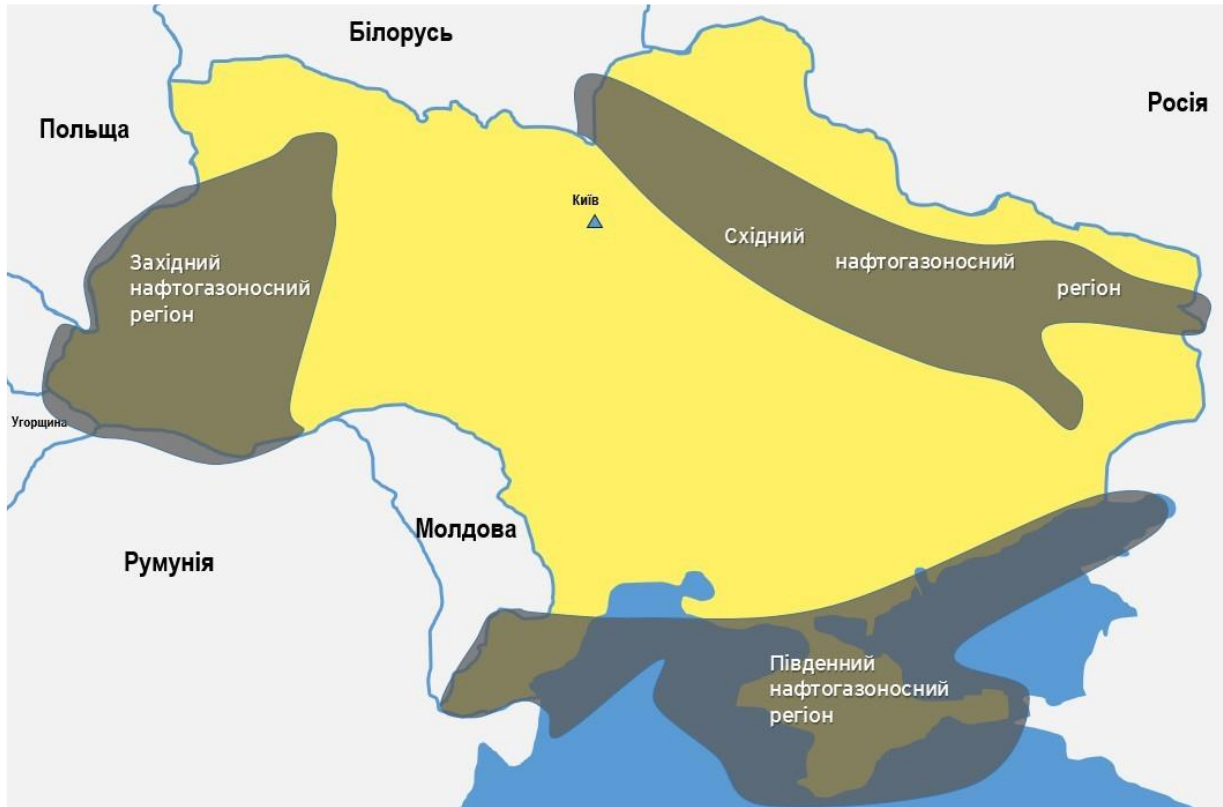 Білорусь
Росія
Польща
Київ
Східний
нафтогазоносний
регіон
Західний
нафтогазоносний
регіон
Угорщина
Молдова
Румунія
Південний
нафтогазоносний
регіон